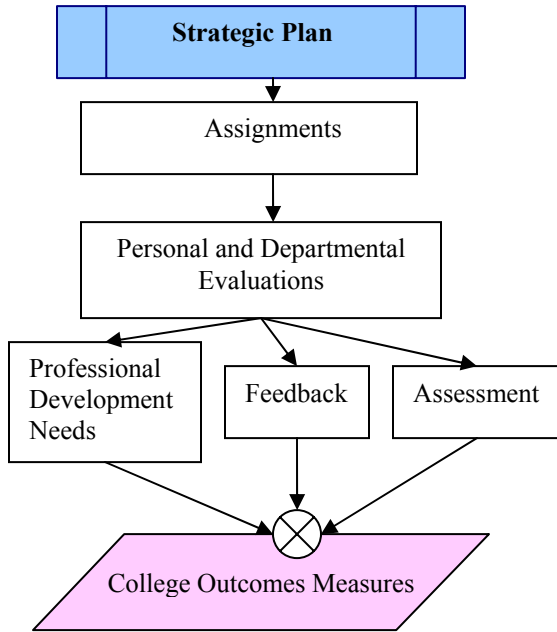 Strategic Plan
Assignments
Personal and Departmental
Evaluations
Professional
Development
Needs
Feedback
Assessment
College Outcomes Measures